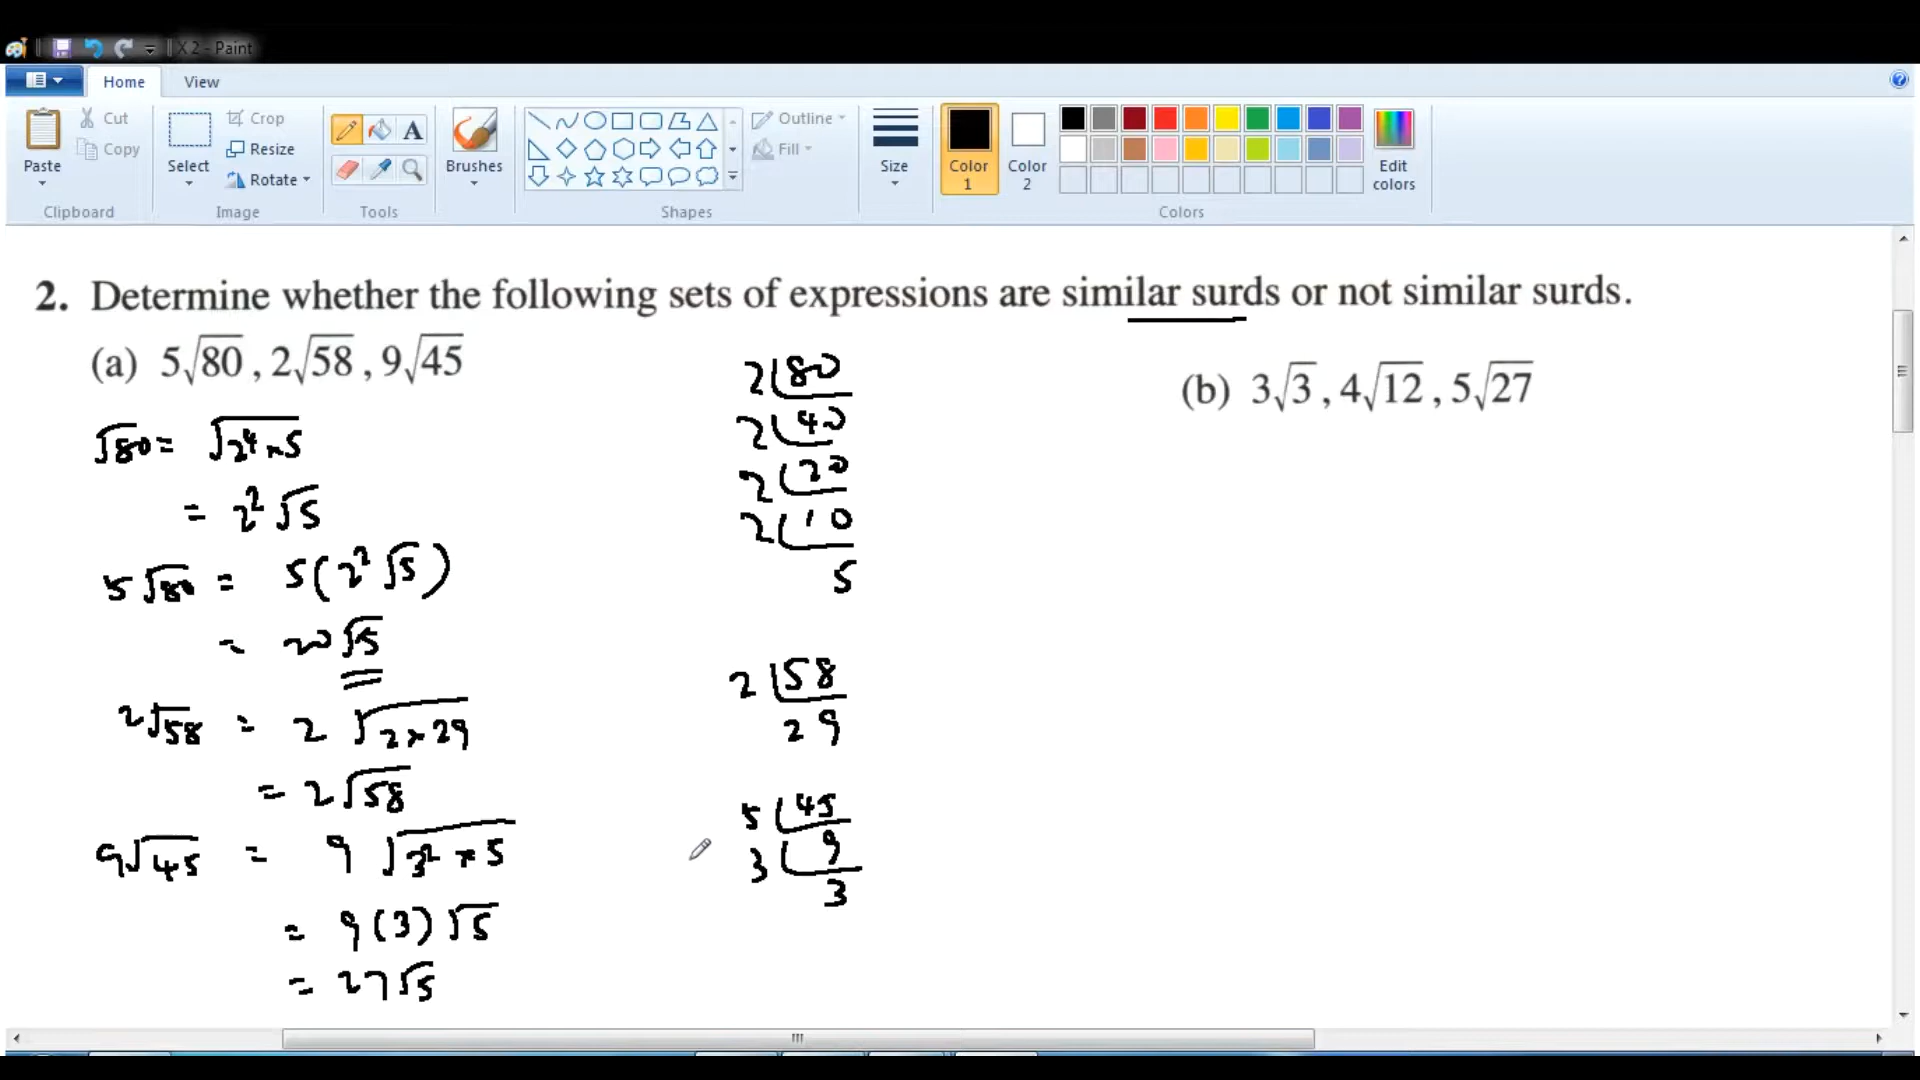 X 2 - Paint
Home View
Paste
Cut
Copy
Clipboard
Select
Crop
Resize
Rotate
Image
A
Tools
Brushes
Shapes
Outline
Fill
Size
Color 1
Color 2
Colors
Edit colors
2. Determine whether the following sets of expressions are similar surds or not similar surds.
(a) 5√80 , 2√58 , 9√45
(b) 3√3 , 4√12 , 5√27
√80 = √(2⁴ × 5)
= 2² √5
5√80 = 5(2² √5)
= 20√5
2√58 = 2 √(2 × 29)
= 2√58
9√45 = 9 √(3² × 5)
= 9(3)√5
= 27√5
2 80
2 40
2 20
2 10
5
2 58
29
5 45
3 9
3